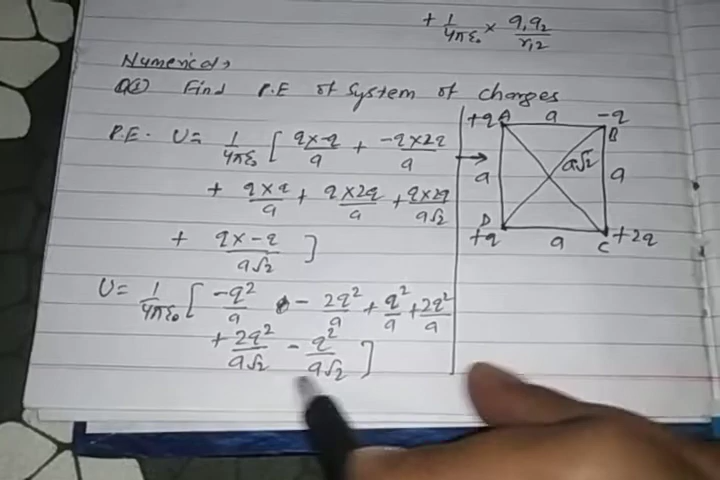 + 1/4πε₀ × q₁q₂/r₁2
Numericals
Q① Find P.E of System of charges
P.E. U = 1/4πε₀ [ q×-q/a + -q×2q/a
+ q×q/a + q×2q/a + q×2q/a√2
+ q×-q/a√2 ]
U = 1/4πε₀ [ -q²/a - 2q²/a + q²/a + 2q²/a
+ 2q²/a√2 - q²/a√2 ]
+q A a -q
B
a a√2 a
D
+q a C +2q